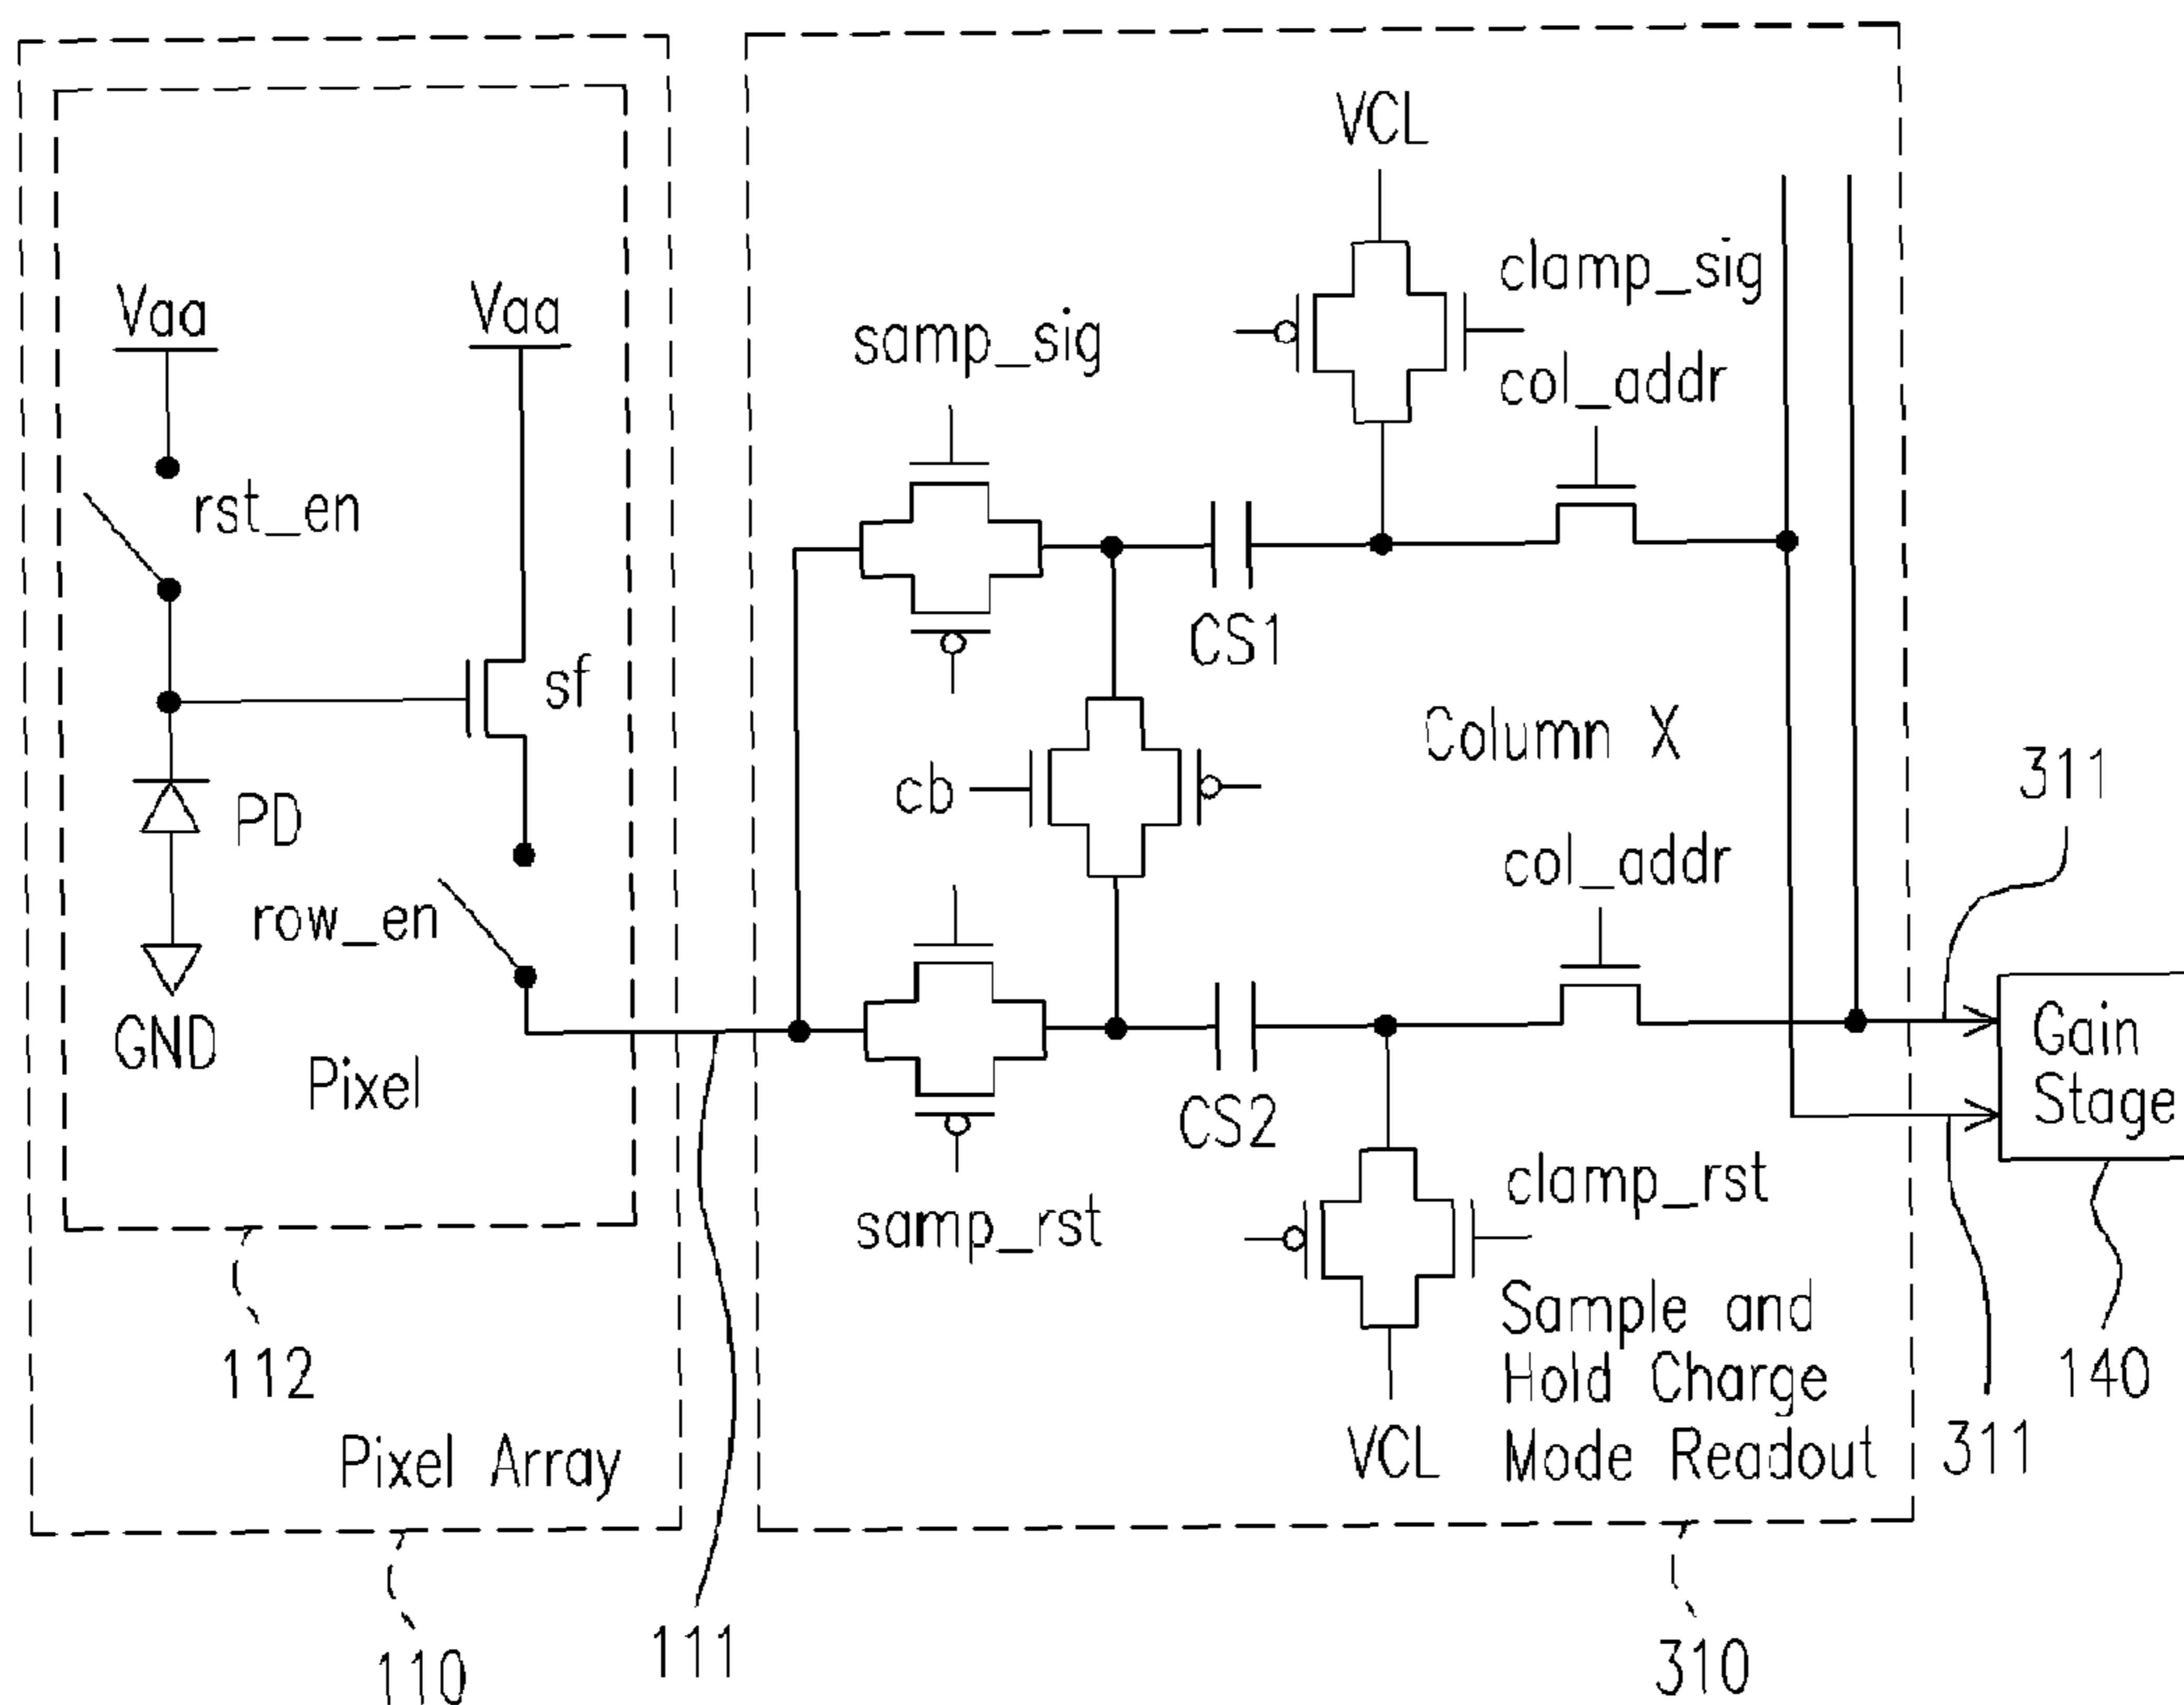 VCL
Vaa
Vaa
clamp_sig
samp_sig
col_addr
rst_en
CS1
sf
Column X
311
cb
PD
col_addr
row_en
GND
Gain
Stage
Pixel
CS2
clamp_rst
samp_rst
Sample and
Hold Charge
Mode Readout
112
140
VCL
311
Pixel Array
111
310
110